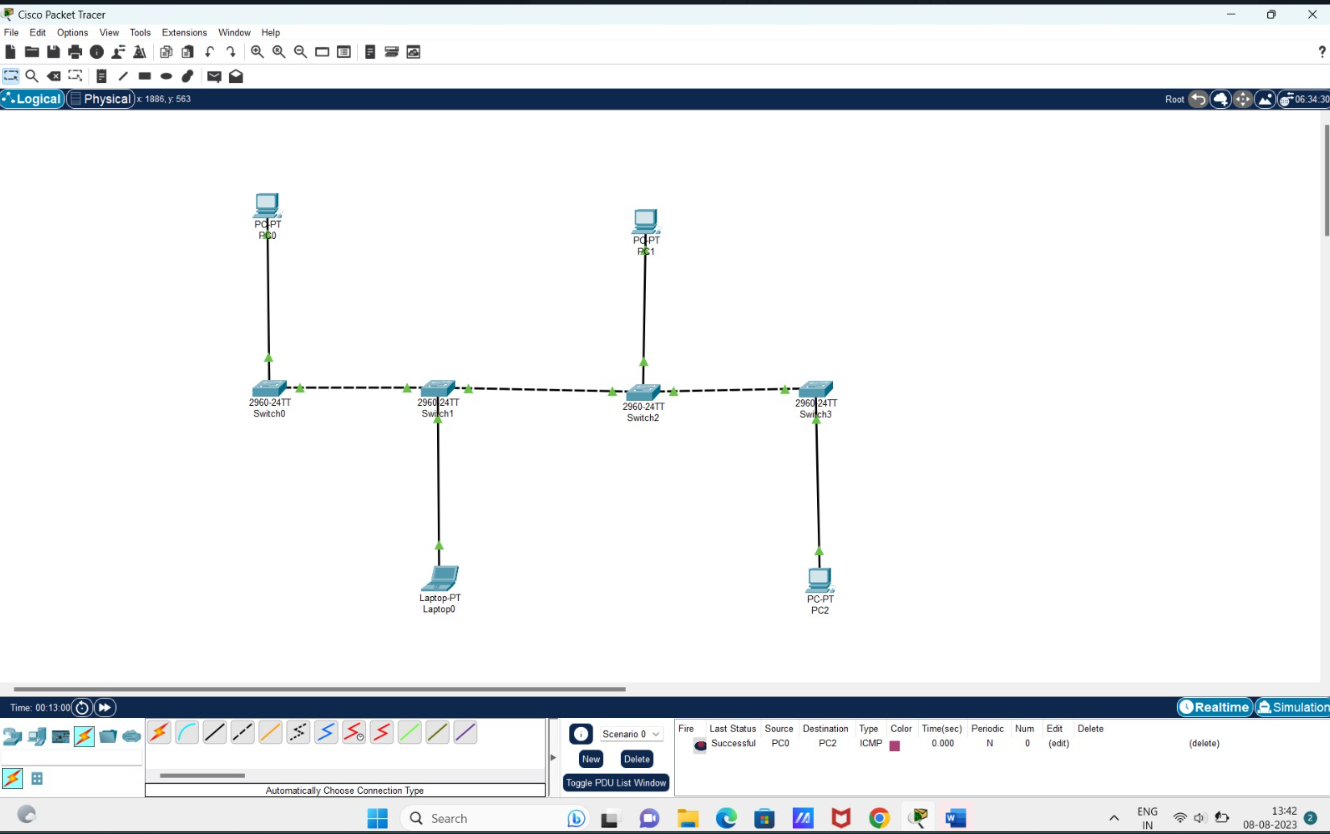 Cisco Packet Tracer
File Edit Options View Tools Extensions Window Help
?
Logical Physical x: 1886, y: 563 Root 06:34:30
PC-PT
PC0
PC-PT
PC1
2960-24TT
Switch0
2960-24TT
Switch1
2960-24TT
Switch2
2960-24TT
Switch3
Laptop-PT
Laptop0
PC-PT
PC2
Time: 00:13:00 Realtime Simulation
Scenario 0
New Delete
Toggle PDU List Window
Fire Last Status Source Destination Type Color Time(sec) Periodic Num Edit Delete
Successful PC0 PC2 ICMP 0.000 N 0 (edit) (delete)
Automatically Choose Connection Type
Search
ENG
IN
13:42
08-08-2023
2